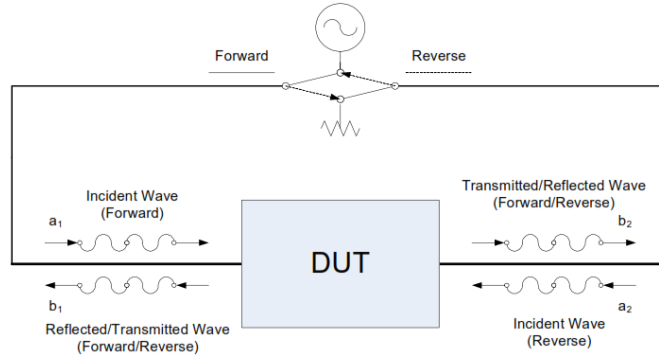 Forward
Reverse
Incident Wave
(Forward)
a1
Transmitted/Reflected Wave
(Forward/Reverse)
b2
DUT
b1
Reflected/Transmitted Wave
(Forward/Reverse)
a2
Incident Wave
(Reverse)